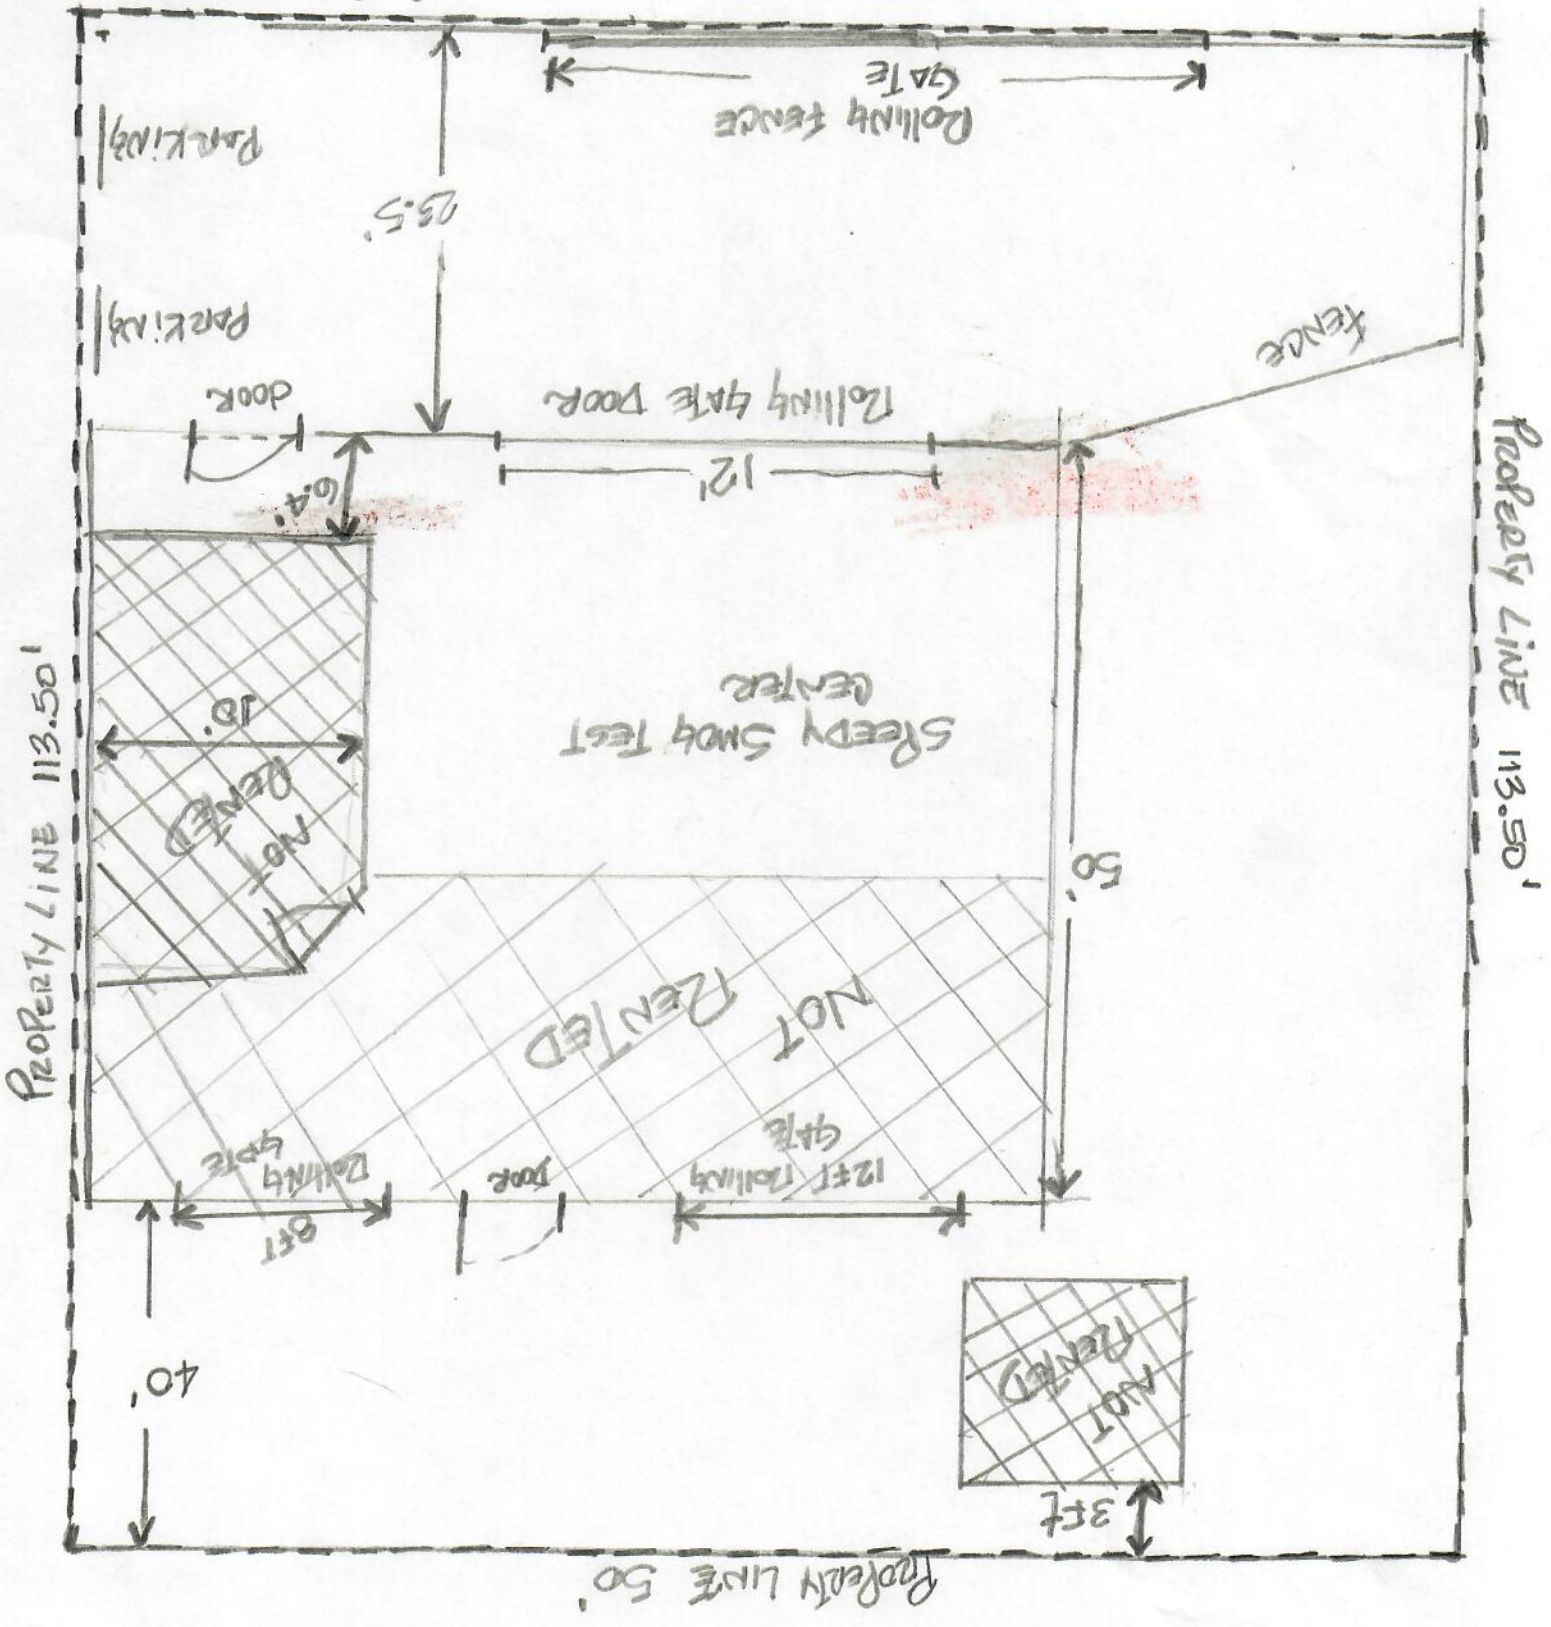 PROPERTY LINE 50'
3Ft
NOT
RENTED
40'
8FT
ROLLING
GATE
DOOR
12FT ROLLING
GATE
NOT
RENTED
50'
NOT
RENTED
10'
SPEEDY SMOG TEST
CENTER
6.4'
12'
DOOR
ROLLING GATE DOOR
FENCE
PARKING
23.5'
PARKING
ROLLING FENCE
GATE
PROPERTY LINE 113.50'
PROPERTY LINE 113.50'